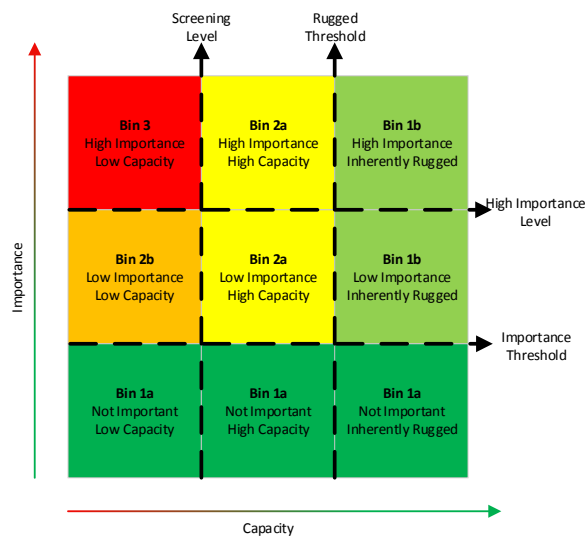 Screening
Level
Rugged
Threshold
Bin 3
High Importance
Low Capacity
Bin 2a
High Importance
High Capacity
Bin 1b
High Importance
Inherently Rugged
High Importance
Level
Bin 2b
Low Importance
Low Capacity
Bin 2a
Low Importance
High Capacity
Bin 1b
Low Importance
Inherently Rugged
Importance
Importance
Threshold
Bin 1a
Not Important
Low Capacity
Bin 1a
Not Important
High Capacity
Bin 1a
Not Important
Inherently Rugged
Capacity